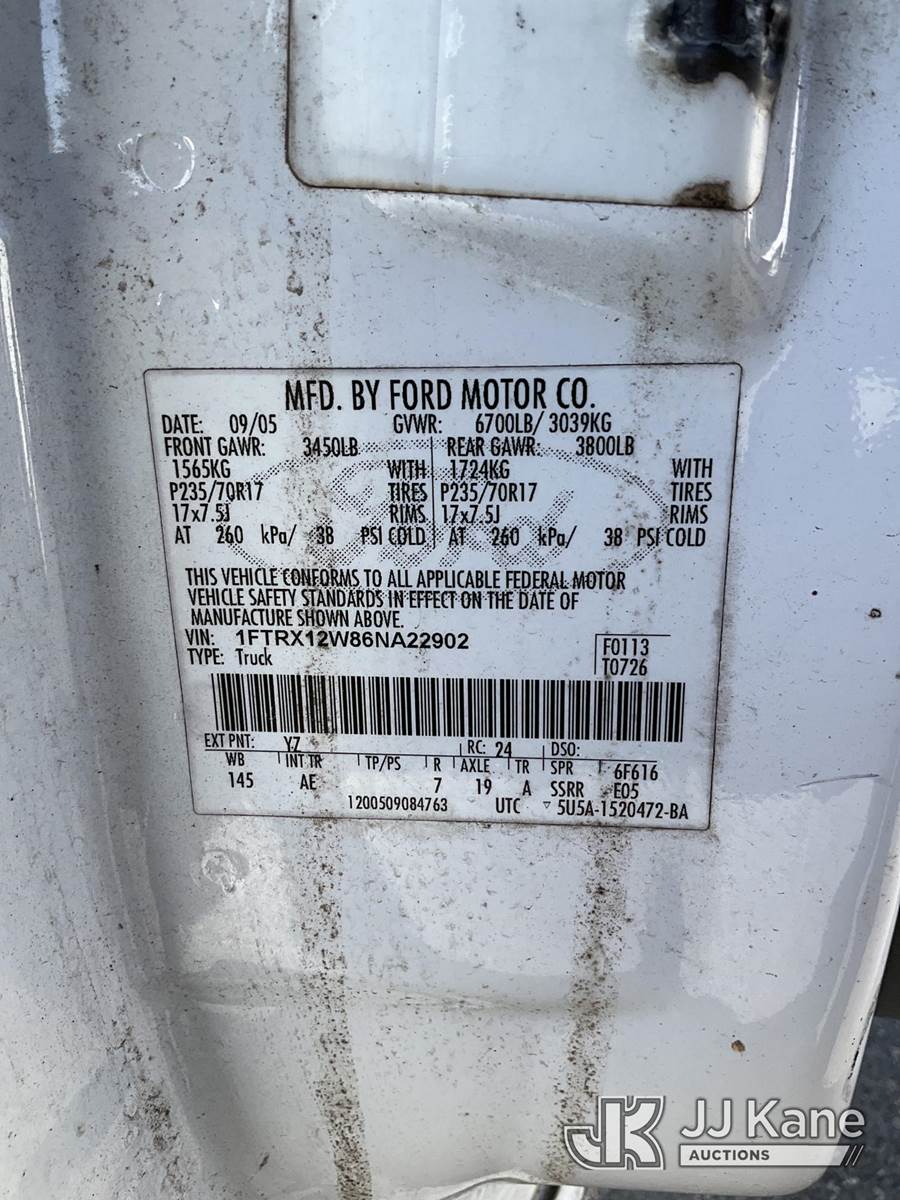 MFD. BY FORD MOTOR CO.
DATE: 09/05 GVWR: 6700LB/ 3039KG
FRONT GAWR: 3450LB REAR GAWR: 3800LB
1565KG WITH 1724KG WITH
P235/70R17 TIRES P235/70R17 TIRES
17x7.5J RIMS 17x7.5J RIMS
AT 260 kPa/ 38 PSI COLD AT 260 kPa/ 38 PSI COLD
THIS VEHICLE CONFORMS TO ALL APPLICABLE FEDERAL MOTOR
VEHICLE SAFETY STANDARDS IN EFFECT ON THE DATE OF
MANUFACTURE SHOWN ABOVE.
VIN: 1FTRX12W86NA22902
F0113
TYPE: Truck
T0726
EXT PNT: YZ RC: 24 DSO:
WB INT TR TP/PS R AXLE TR SPR 6F616
145 AE 7 19 A SSRR E05
1200509084763 UTC ▽ 5U5A-1520472-BA
JK JJ Kane
AUCTIONS